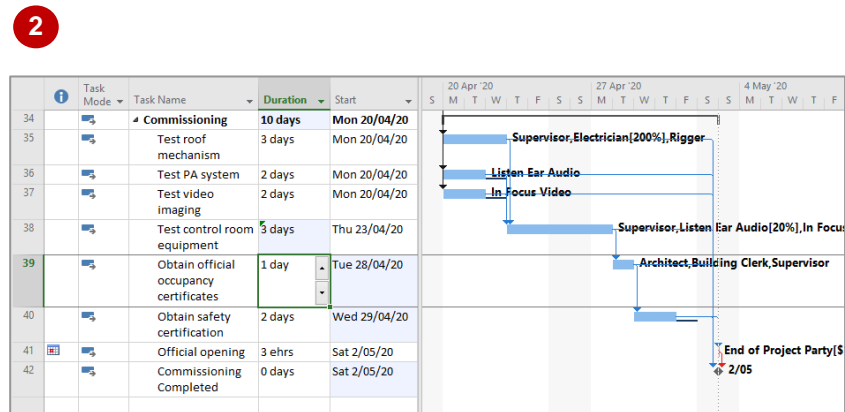 2
20 Apr '20 27 Apr '20 4 May '20
Task Mode Task Name Duration Start S M T W T F S S M T W T F S S M T W T F
34 Commissioning 10 days Mon 20/04/20
35 Test roof mechanism 3 days Mon 20/04/20 Supervisor,Electrician[200%],Rigger
36 Test PA system 2 days Mon 20/04/20 Listen Ear Audio
37 Test video imaging 2 days Mon 20/04/20 In Focus Video
38 Test control room equipment 3 days Thu 23/04/20 Supervisor,Listen Ear Audio[20%],In Focus
39 Obtain official occupancy certificates 1 day Tue 28/04/20 Architect,Building Clerk,Supervisor
40 Obtain safety certification 2 days Wed 29/04/20
41 Official opening 3 ehrs Sat 2/05/20 End of Project Party[$
42 Commissioning Completed 0 days Sat 2/05/20 2/05